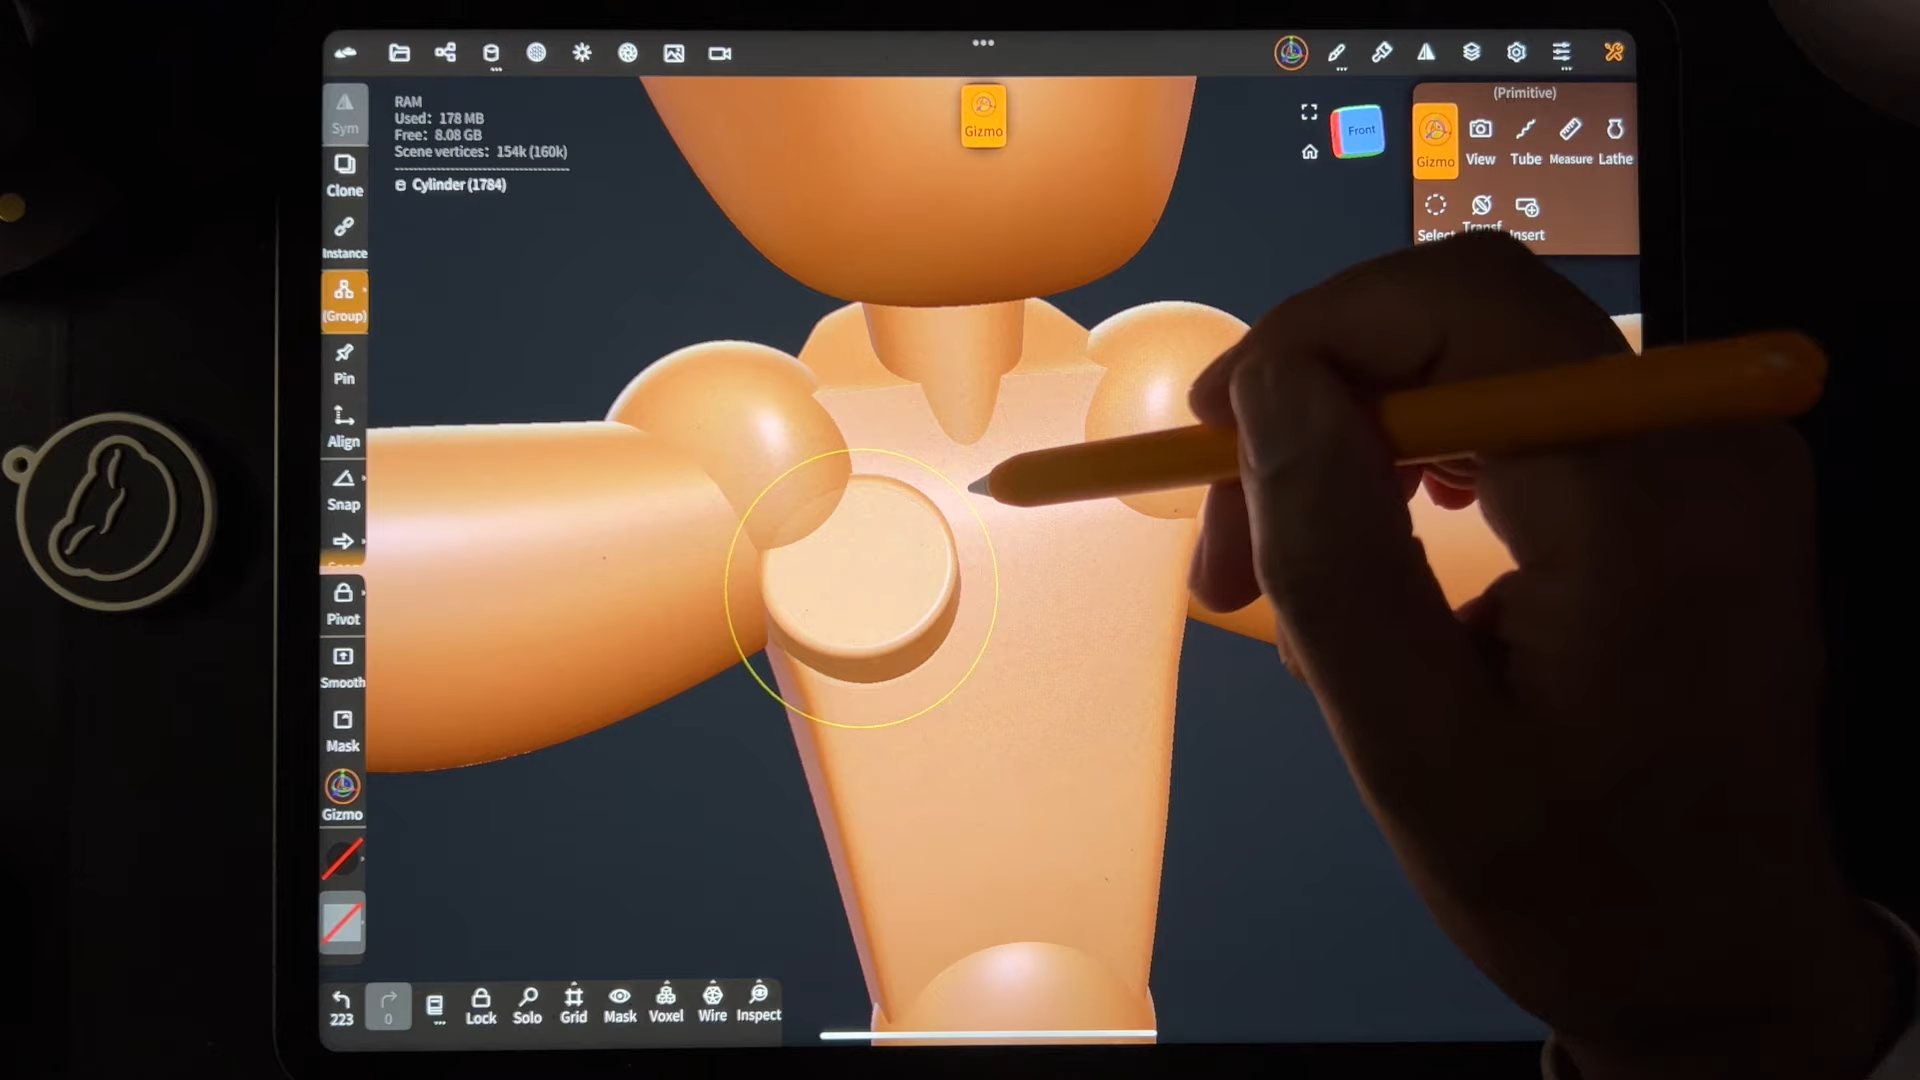 RAM
Used: 178 MB
Free: 8.08 GB
Scene vertices: 154k (160k)
Cylinder (1784)
Gizmo
Front
(Primitive)
Gizmo
View
Tube
Measure
Lathe
Select
Transf
Insert
Sym
Clone
Instance
(Group)
Pin
Align
Snap
Pivot
Smooth
Mask
Gizmo
223
0
Lock
Solo
Grid
Mask
Voxel
Wire
Inspect